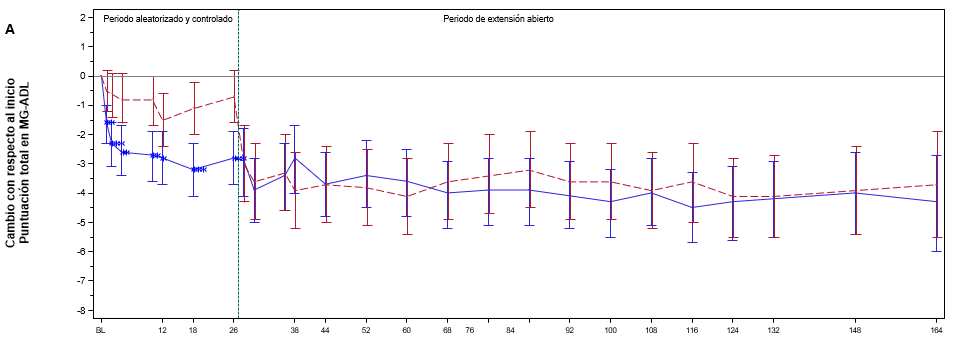 A
Periodo aleatorizado y controlado
Periodo de extensión abierto
Cambio con respecto al inicio
Puntuación total en MG-ADL
2
1
0
-1
-2
-3
-4
-5
-6
-7
-8
BL 12 18 26 38 44 52 60 68 76 84 92 100 108 116 124 132 148 164